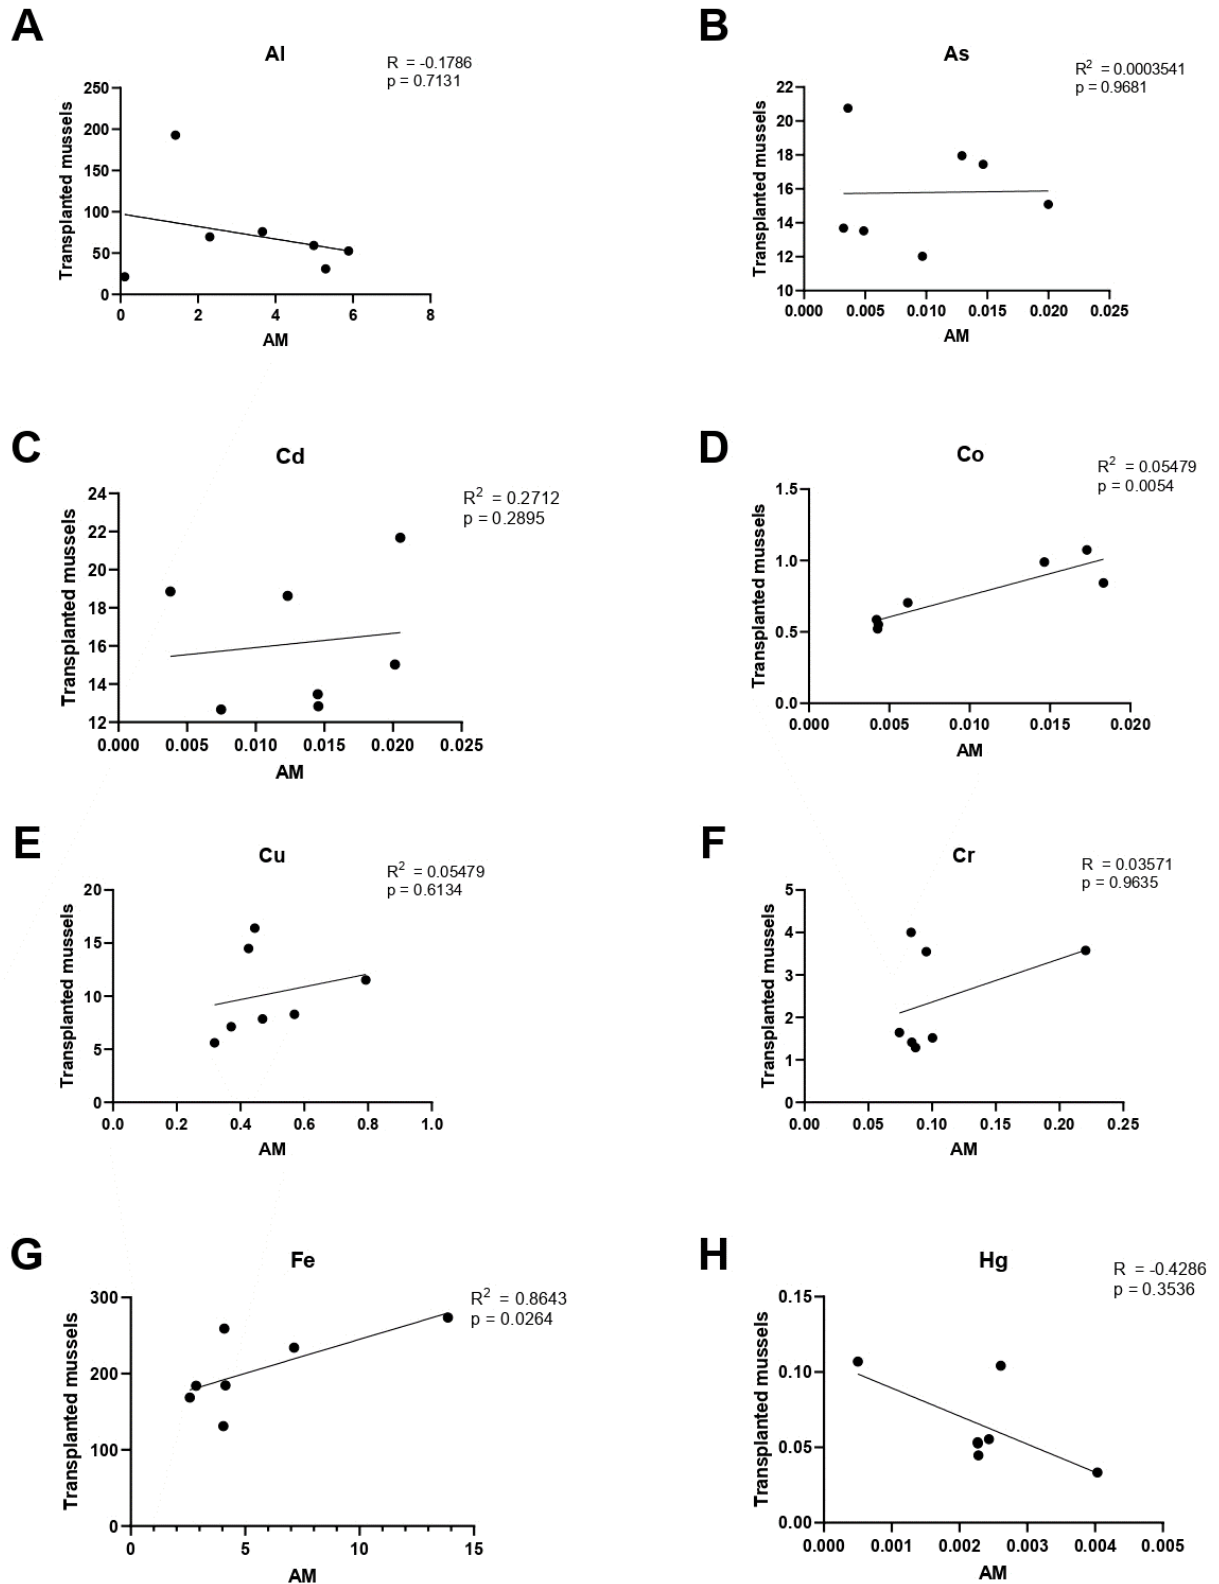 A
Al
R = -0.1786
p = 0.7131
Transplanted mussels
250
200
150
100
50
0
0 2 4 6 8
AM
B
As
R² = 0.0003541
p = 0.9681
Transplanted mussels
22
20
18
16
14
12
10
0.000 0.005 0.010 0.015 0.020 0.025
AM
C
Cd
R² = 0.2712
p = 0.2895
Transplanted mussels
24
22
20
18
16
14
12
0.000 0.005 0.010 0.015 0.020 0.025
AM
D
Co
R² = 0.05479
p = 0.0054
Transplanted mussels
1.5
1.0
0.5
0.0
0.000 0.005 0.010 0.015 0.020
AM
E
Cu
R² = 0.05479
p = 0.6134
Transplanted mussels
20
15
10
5
0
0.0 0.2 0.4 0.6 0.8 1.0
AM
F
Cr
R = 0.03571
p = 0.9635
Transplanted mussels
5
4
3
2
1
0
0.00 0.05 0.10 0.15 0.20 0.25
AM
G
Fe
R² = 0.8643
p = 0.0264
Transplanted mussels
300
200
100
0
0 5 10 15
AM
H
Hg
R = -0.4286
p = 0.3536
Transplanted mussels
0.15
0.10
0.05
0.00
0.000 0.001 0.002 0.003 0.004 0.005
AM